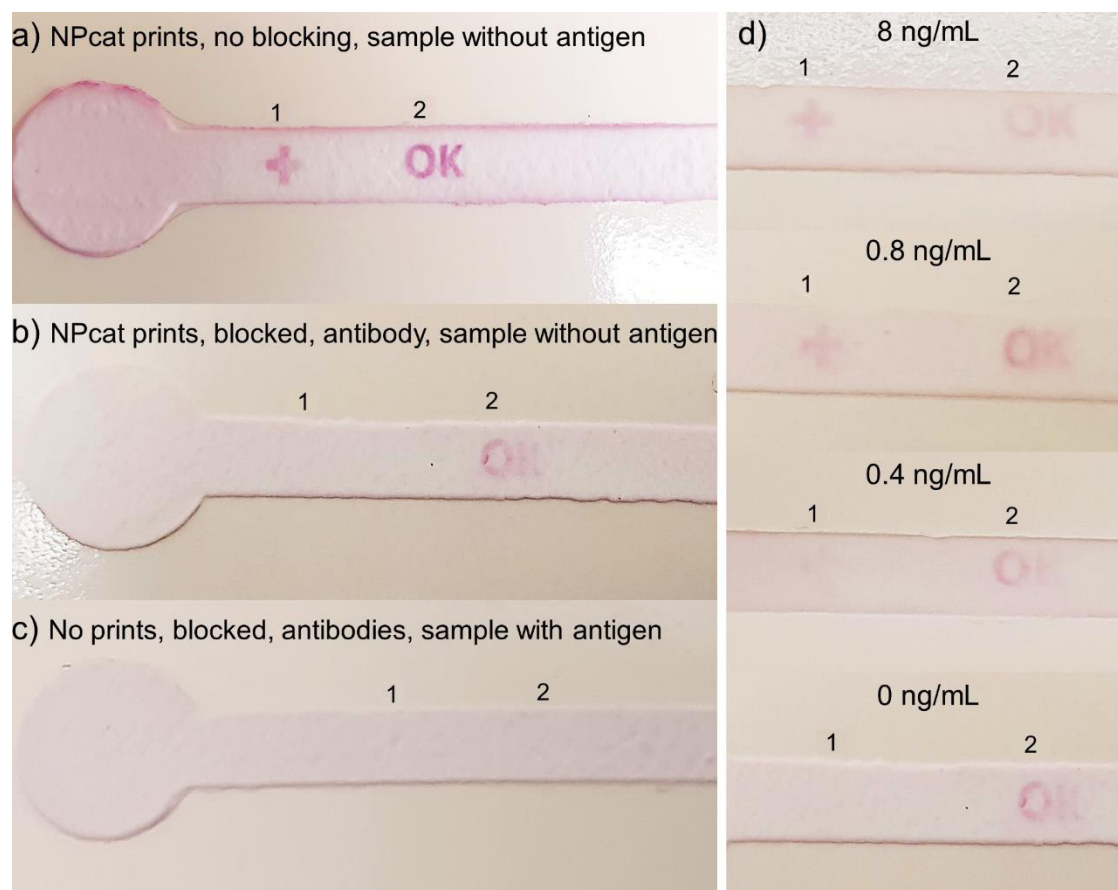 a) NPcat prints, no blocking, sample without antigen
1 2
+ OK
b) NPcat prints, blocked, antibody, sample without antigen
1 2
OK
c) No prints, blocked, antibodies, sample with antigen
1 2
d) 8 ng/mL
1 2
+ OK
0.8 ng/mL
1 2
+ OK
0.4 ng/mL
1 2
+ OK
0 ng/mL
1 2
OK